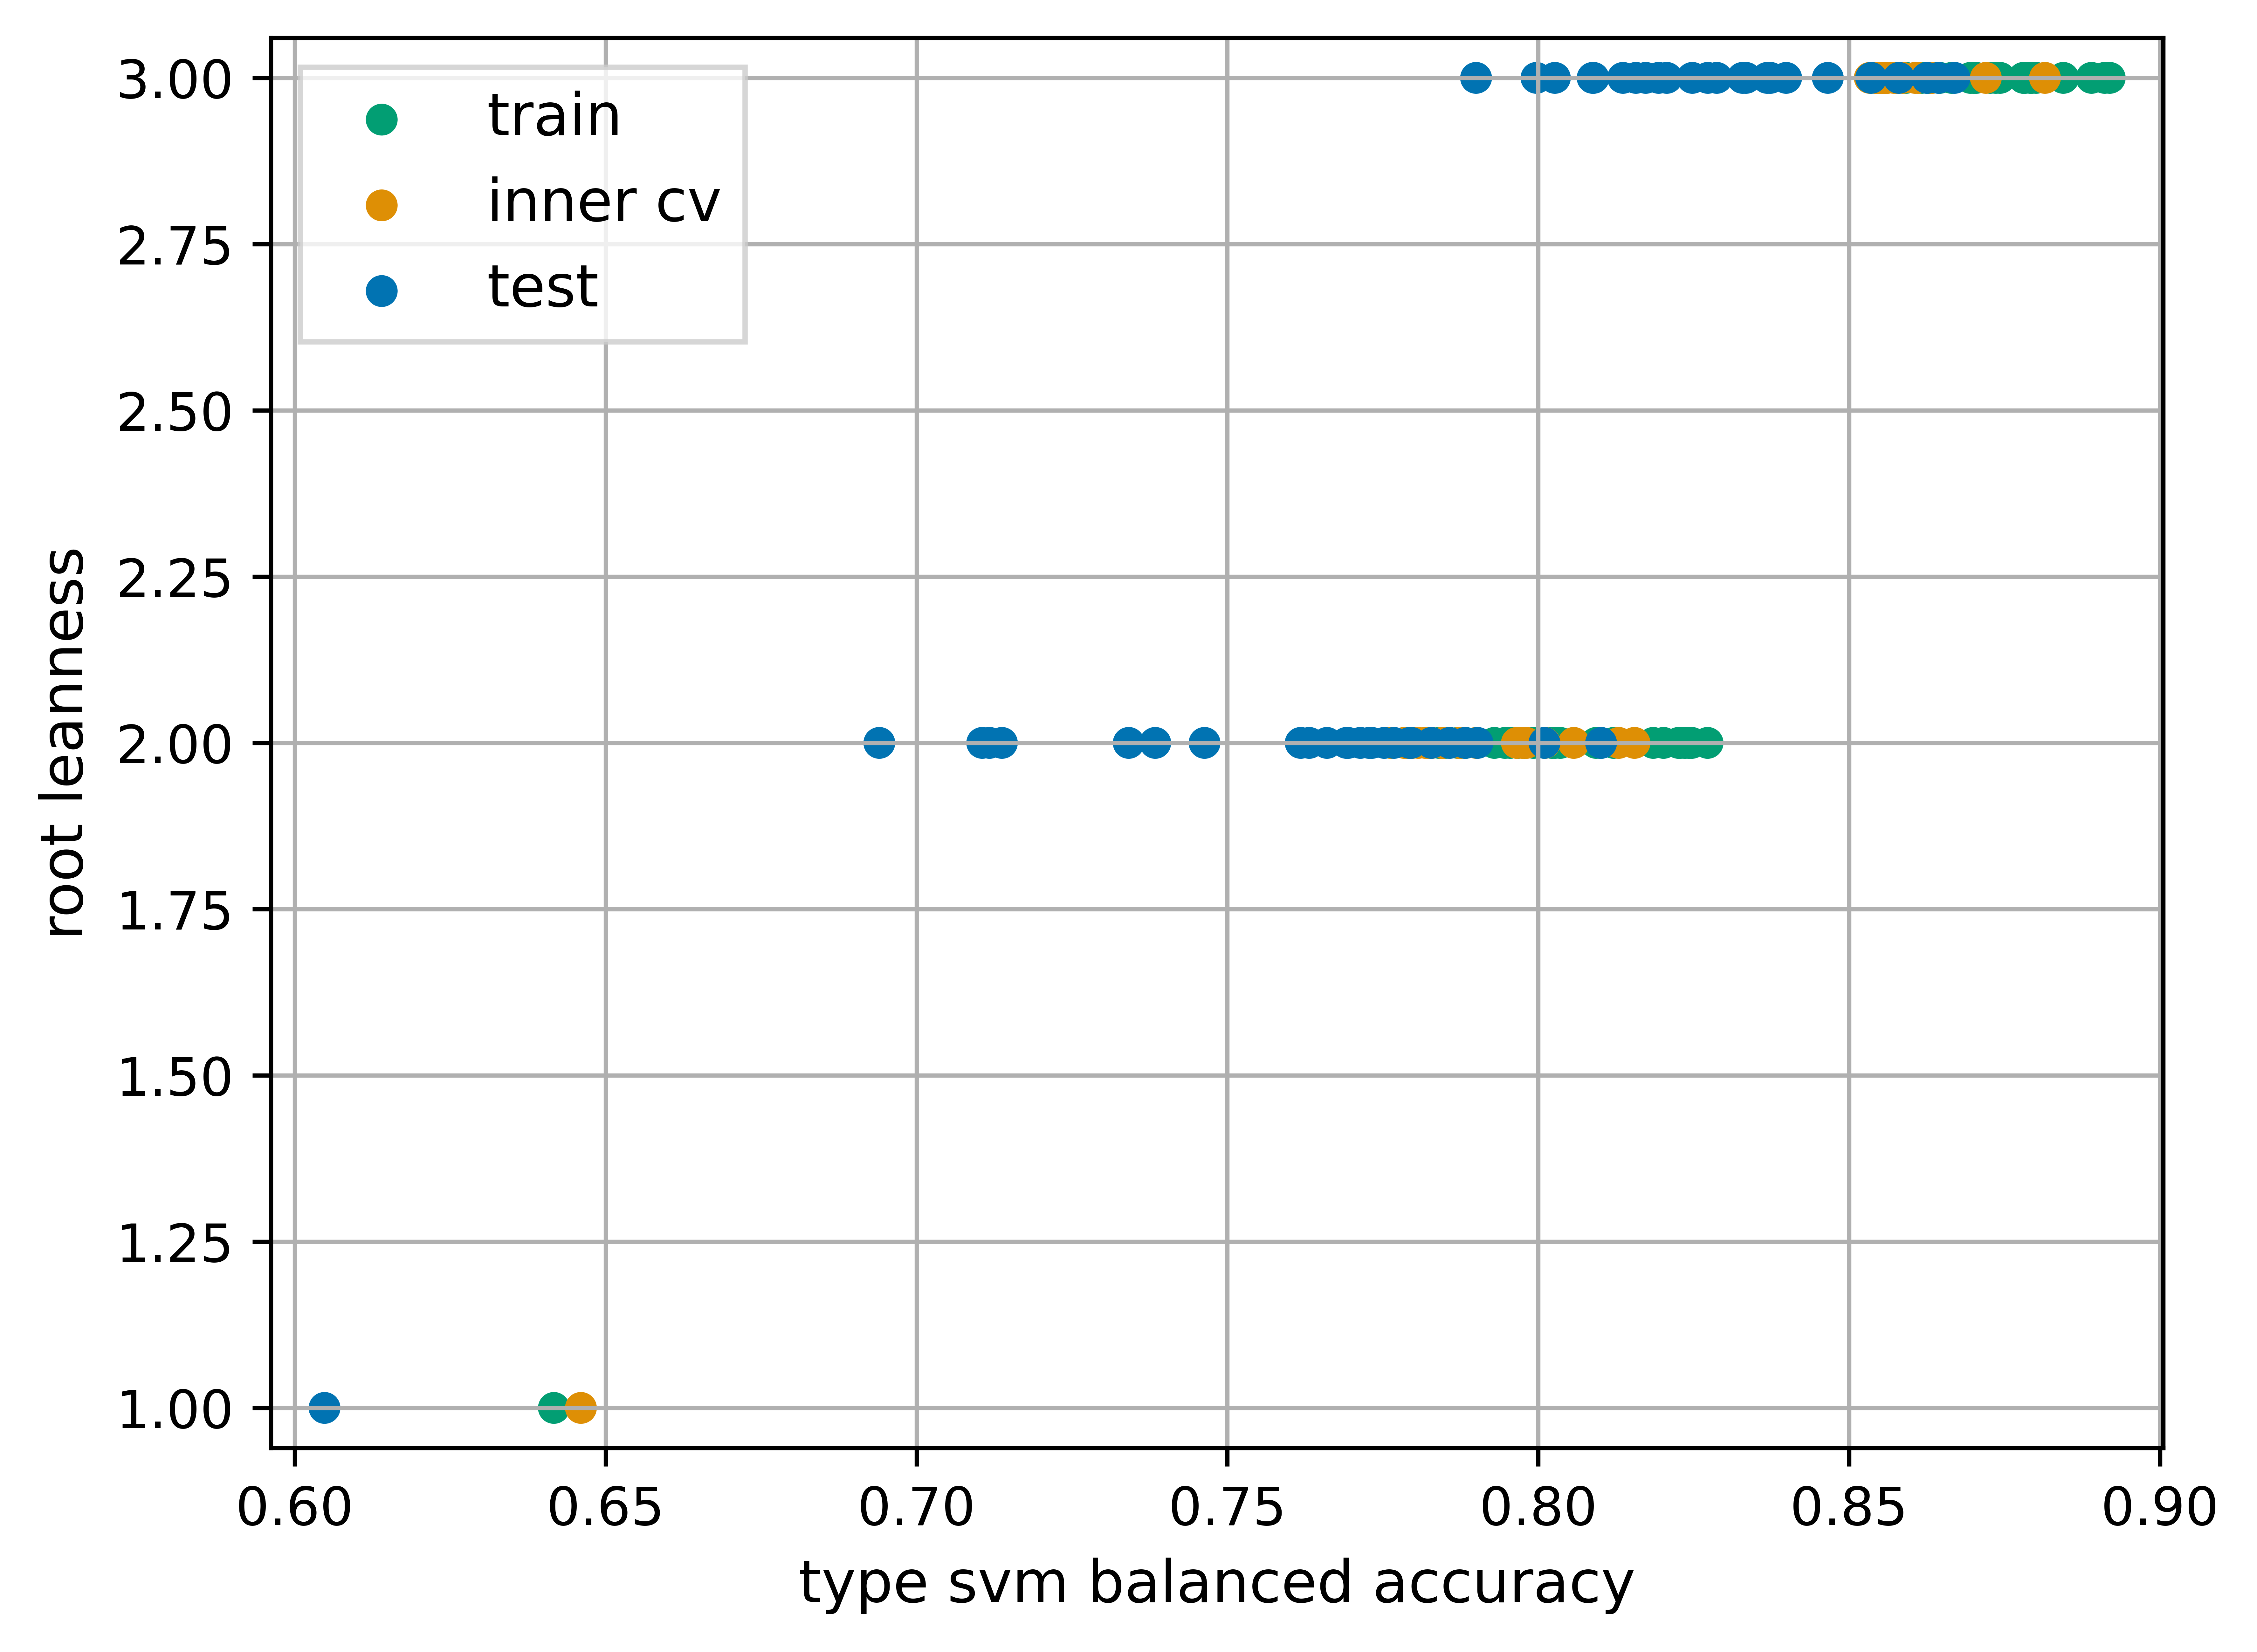 3.00
2.75
2.50
2.25
2.00
1.75
1.50
1.25
1.00
root leanness
train
inner cv
test
0.60 0.65 0.70 0.75 0.80 0.85 0.90
type svm balanced accuracy